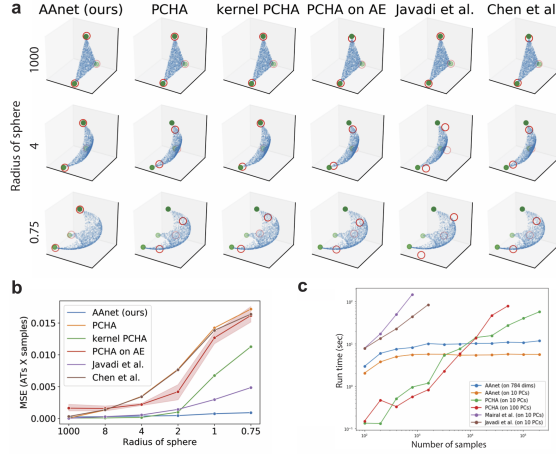 a
AAnet (ours) PCHA kernel PCHA PCHA on AE Javadi et al. Chen et al
Radius of sphere
1000
4
0.75
b
MSE (ATs X samples)
0.015
0.010
0.005
0.000
AAnet (ours)
PCHA
kernel PCHA
PCHA on AE
Javadi et al.
Chen et al.
1000 8 4 2 1 0.75
Radius of sphere
c
Run time (sec)
AAnet (on 784 dims)
AAnet (on 10 PCs)
PCHA (on 10 PCs)
PCHA (on 100 PCs)
Mairal et al. (on 10 PCs)
Javadi et al. (on 10 PCs)
Number of samples